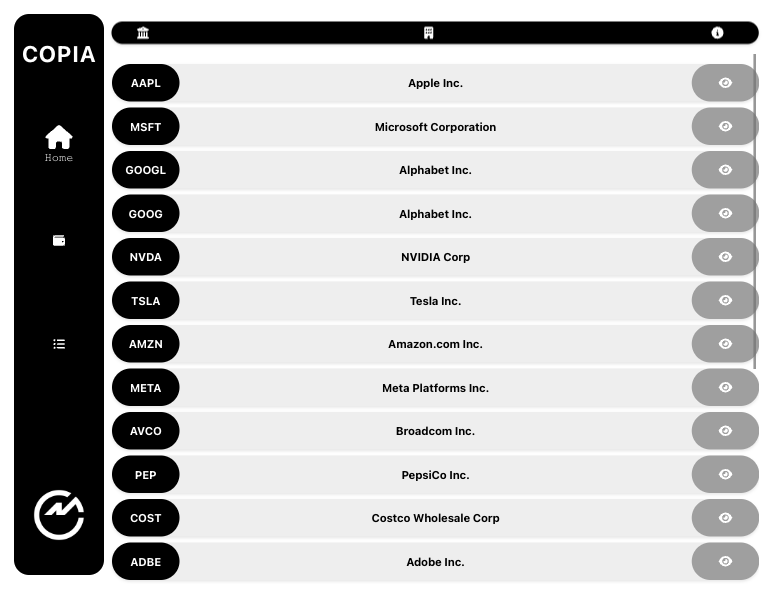 COPIA
Home
AAPL Apple Inc.
MSFT Microsoft Corporation
GOOGL Alphabet Inc.
GOOG Alphabet Inc.
NVDA NVIDIA Corp
TSLA Tesla Inc.
AMZN Amazon.com Inc.
META Meta Platforms Inc.
AVCO Broadcom Inc.
PEP PepsiCo Inc.
COST Costco Wholesale Corp
ADBE Adobe Inc.